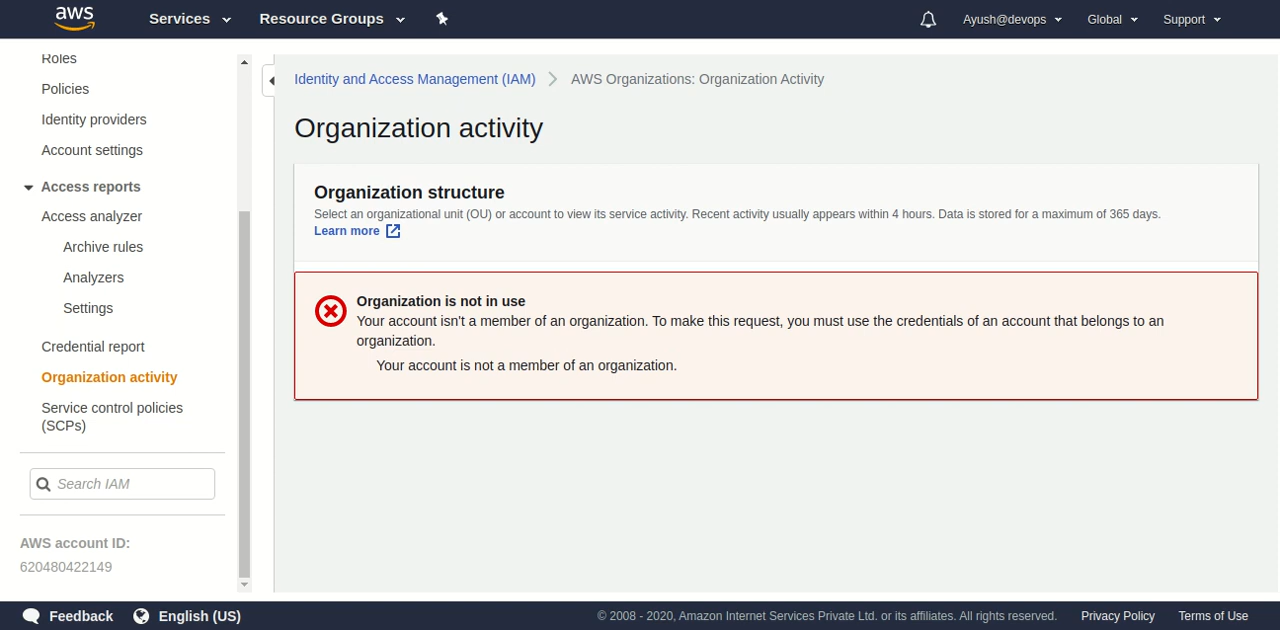 aws Services Resource Groups Ayush@devops Global Support
Roles
Policies
Identity providers
Account settings
Access reports
Access analyzer
Archive rules
Analyzers
Settings
Credential report
Organization activity
Service control policies
(SCPs)
Search IAM
AWS account ID:
620480422149
Identity and Access Management (IAM) AWS Organizations: Organization Activity
Organization activity
Organization structure
Select an organizational unit (OU) or account to view its service activity. Recent activity usually appears within 4 hours. Data is stored for a maximum of 365 days.
Learn more
Organization is not in use
Your account isn't a member of an organization. To make this request, you must use the credentials of an account that belongs to an
organization.
Your account is not a member of an organization.
Feedback English (US) © 2008 - 2020, Amazon Internet Services Private Ltd. or its affiliates. All rights reserved. Privacy Policy Terms of Use